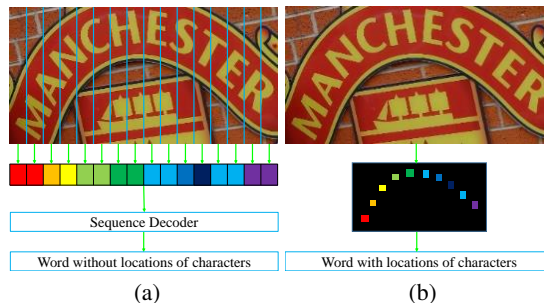 MANCHESTER
MANCHESTER
Sequence Decoder
Word without locations of characters
Word with locations of characters
(a)
(b)